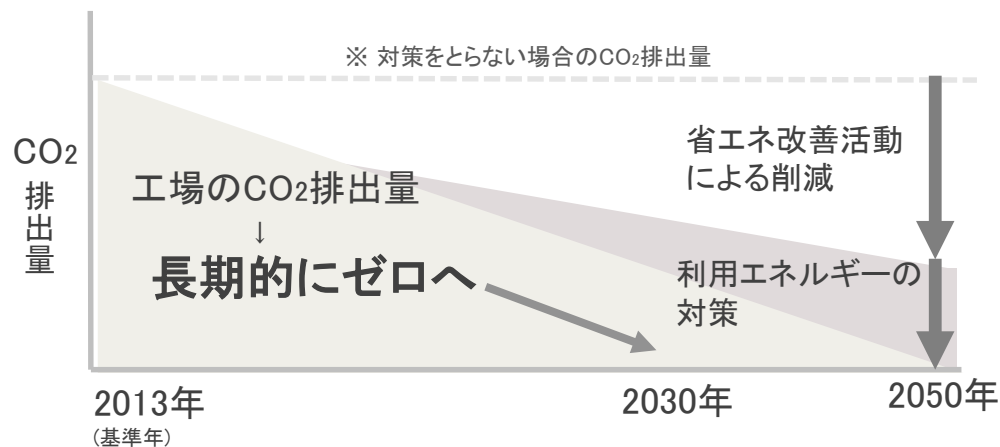 ※ 対策をとらない場合のCO₂排出量
CO₂
排出量
省エネ改善活動
による削減
工場のCO₂排出量
↓
長期的にゼロへ
利用エネルギーの
対策
2013年
(基準年)
2030年
2050年